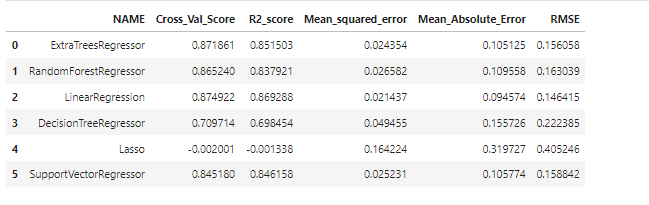 NAME Cross_Val_Score R2_score Mean_squared_error Mean_Absolute_Error RMSE
0 ExtraTreesRegressor 0.871861 0.851503 0.024354 0.105125 0.156058
1 RandomForestRegressor 0.865240 0.837921 0.026582 0.109558 0.163039
2 LinearRegression 0.874922 0.869288 0.021437 0.094574 0.146415
3 DecisionTreeRegressor 0.709714 0.698454 0.049455 0.155726 0.222385
4 Lasso -0.002001 -0.001338 0.164224 0.319727 0.405246
5 SupportVectorRegressor 0.845180 0.846158 0.025231 0.105774 0.158842